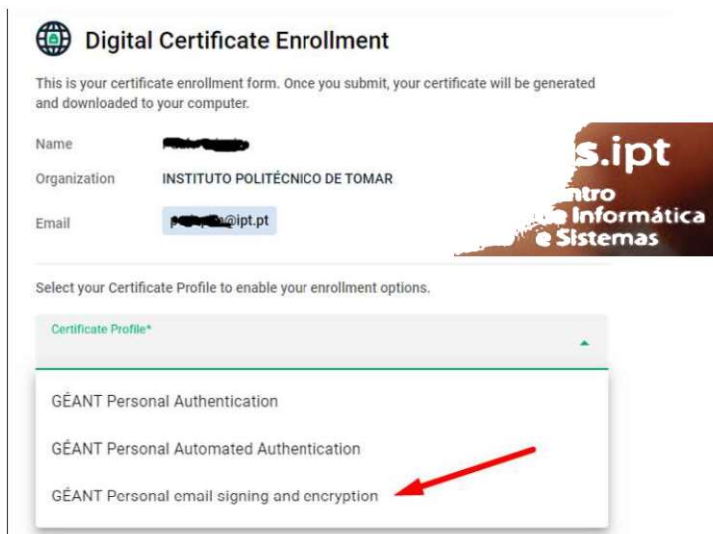 Digital Certificate Enrollment
This is your certificate enrollment form. Once you submit, your certificate will be generated
and downloaded to your computer.
Name
Organization INSTITUTO POLITÉCNICO DE TOMAR
Email @ipt.pt
s.ipt
ntro
de Informática
e Sistemas
Select your Certificate Profile to enable your enrollment options.
Certificate Profile*
GÉANT Personal Authentication
GÉANT Personal Automated Authentication
GÉANT Personal email signing and encryption